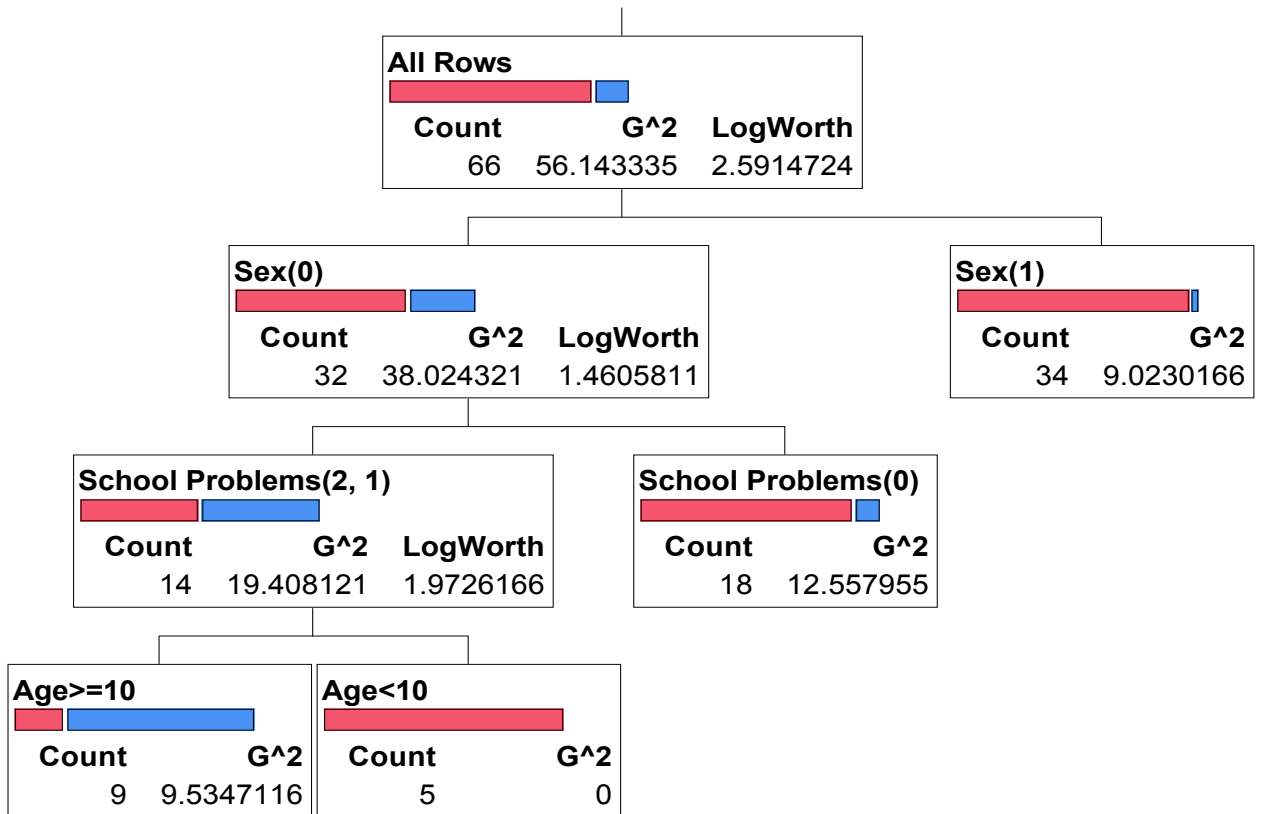 All Rows
Count G^2 LogWorth
66 56.143335 2.5914724
Sex(0)
Count G^2 LogWorth
32 38.024321 1.4605811
Sex(1)
Count G^2
34 9.0230166
School Problems(2, 1)
Count G^2 LogWorth
14 19.408121 1.9726166
School Problems(0)
Count G^2
18 12.557955
Age>=10
Count G^2
9 9.5347116
Age<10
Count G^2
5 0